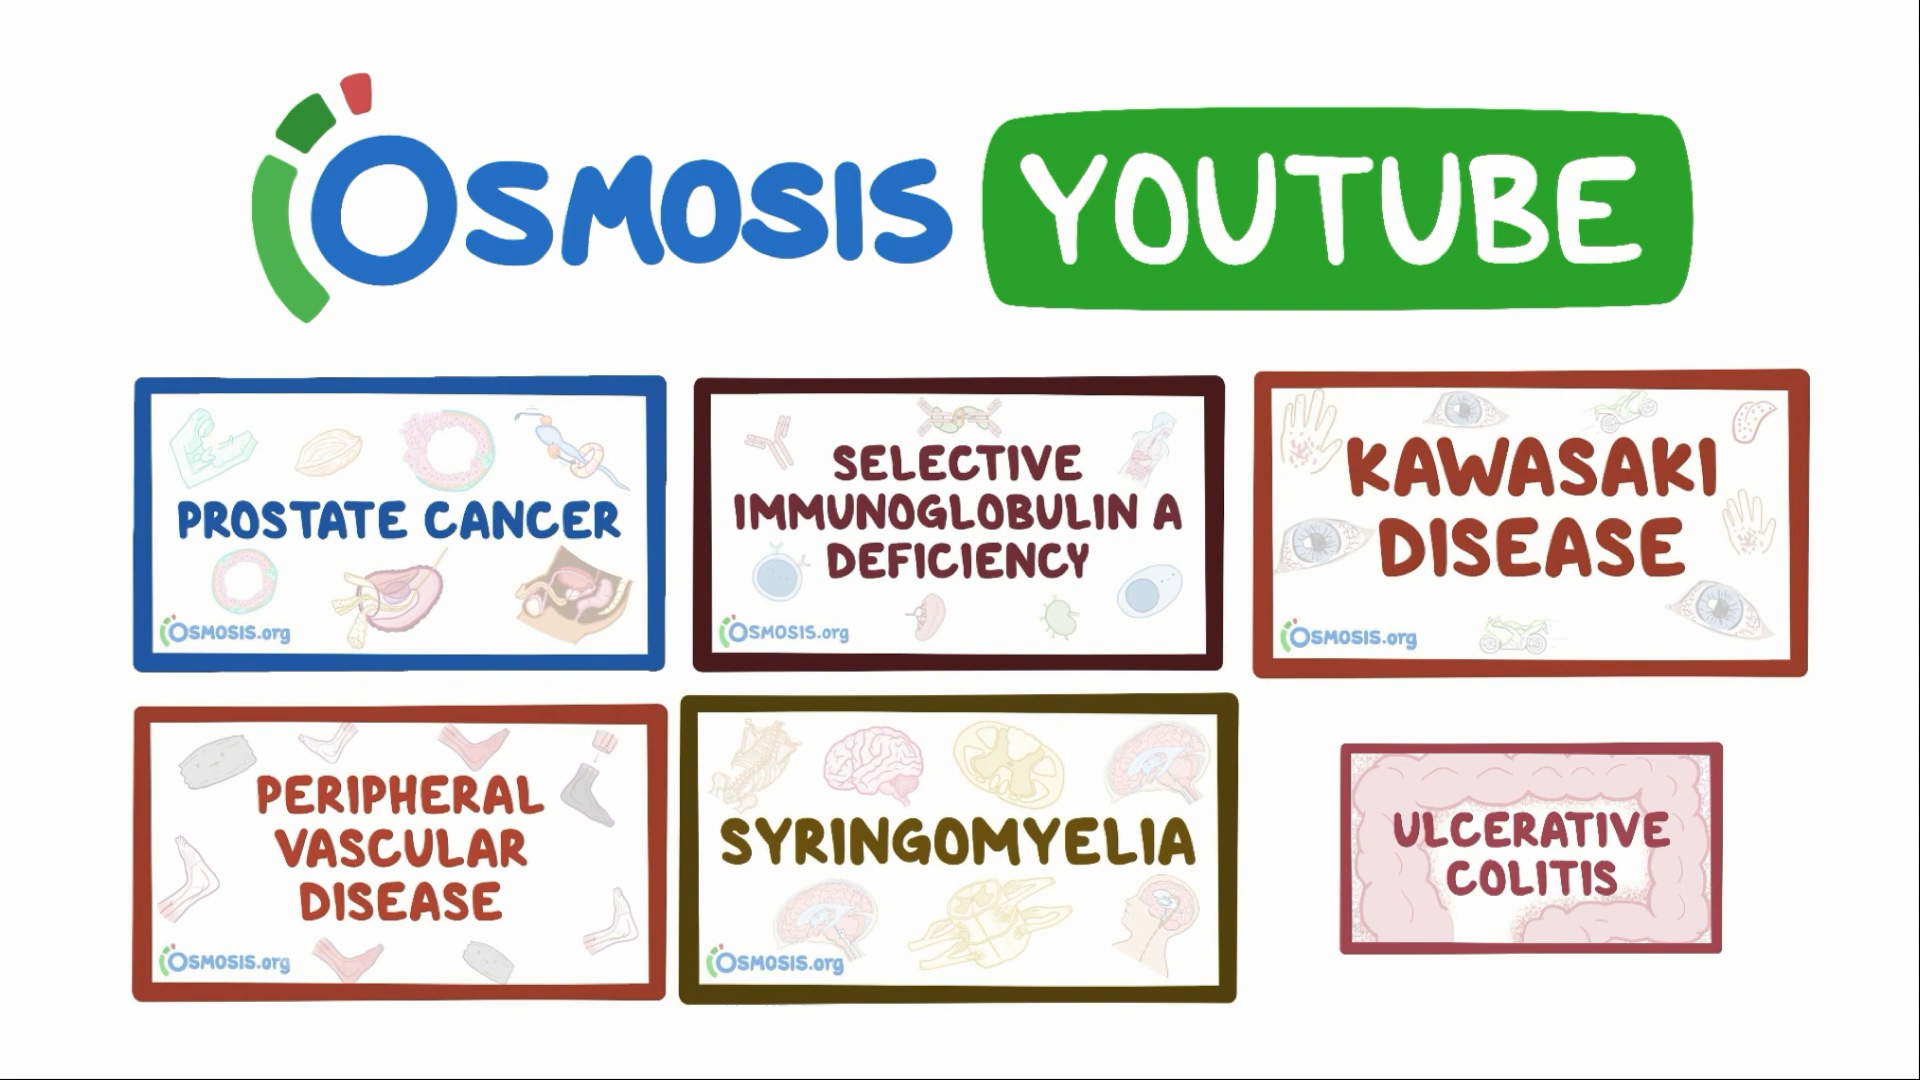 OSMOSIS YOUTUBE
PROSTATE CANCER
OSMOSIS.org
SELECTIVE
IMMUNOGLOBULIN A
DEFICIENCY
OSMOSIS.org
KAWASAKI
DISEASE
OSMOSIS.org
PERIPHERAL
VASCULAR
DISEASE
OSMOSIS.org
SYRINGOMYELIA
OSMOSIS.org
ULCERATIVE
COLITIS